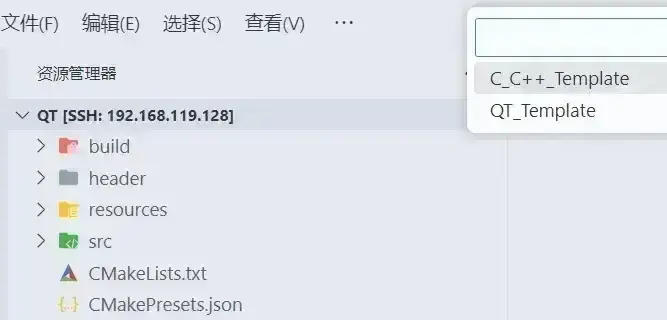 文件(F) 编辑(E) 选择(S) 查看(V) ···
资源管理器
C_C++_Template
QT_Template
QT [SSH: 192.168.119.128]
build
header
resources
src
CMakeLists.txt
CMakePresets.json